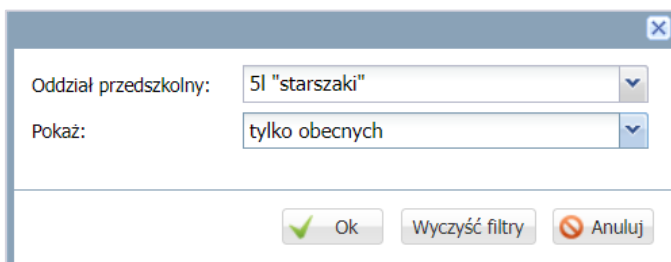 Oddział przedszkolny: 5l "starszaki"
Pokaż: tylko obecnych
Ok Wyczyść filtry Anuluj